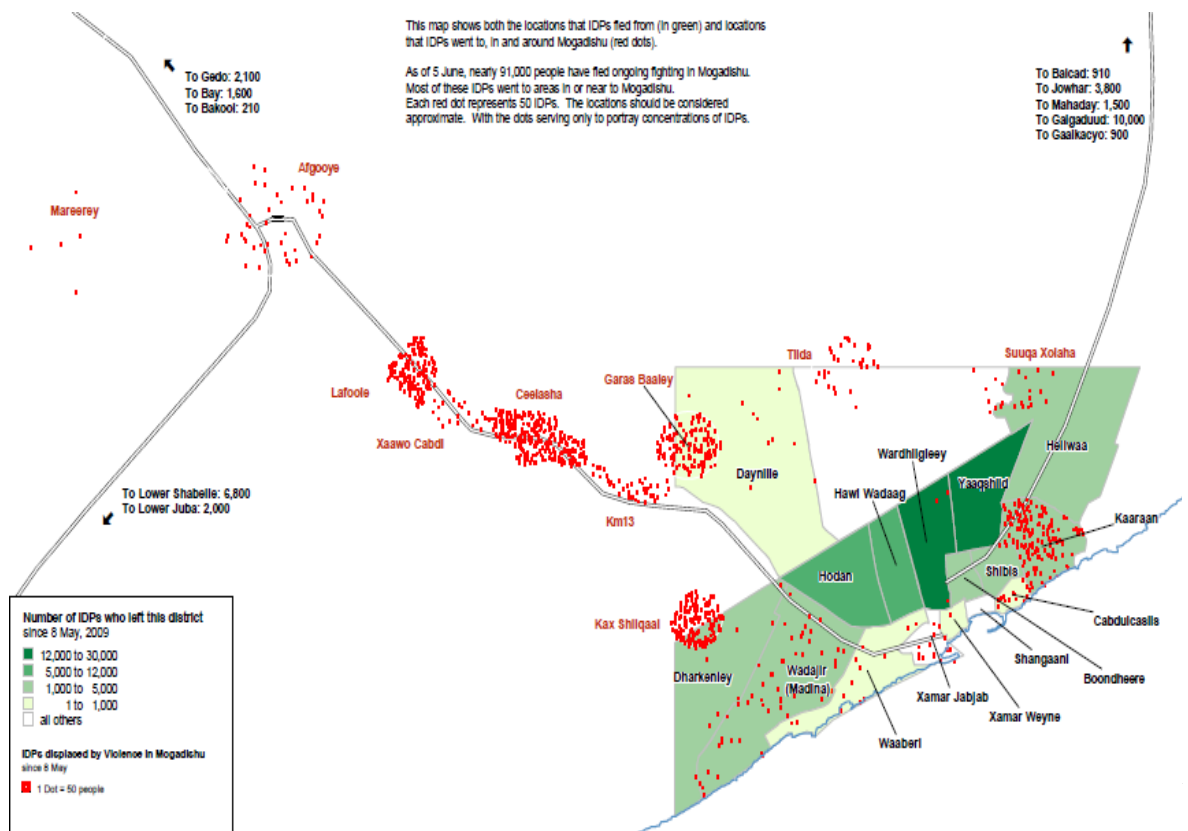 This map shows both the locations that IDPs fled from (in green) and locations
that IDPs went to, in and around Mogadishu (red dots).
As of 5 June, nearly 91,000 people have fled ongoing fighting in Mogadishu.
Most of these IDPs went to areas in or near to Mogadishu.
Each red dot represents 50 IDPs. The locations should be considered
approximate. With the dots serving only to portray concentrations of IDPs.
To Gedo: 2,100
To Bay: 1,600
To Bakool: 210
To Balcad: 910
To Jowhar: 3,800
To Mahaday: 1,500
To Galgaduud: 10,000
To Gaalkacyo: 900
Afgooye
Mareerey
Tiida
Suuqa Xolaha
Garas Baaley
Lafoole
Ceelasha
Xaawo Cabdi
Heliwaa
Wardhiigleey
Daynille
Yaaqshiid
Hawl Wadaag
To Lower Shabelle: 6,800
To Lower Juba: 2,000
Km13
Kaaraan
Hodan
Shibis
Kax Shiiqaal
Cabdulcasiis
Shangaani
Boondheere
Dharkenley
Wadajir
(Madina)
Xamar Jabjab
Xamar Weyne
Waaberi
Number of IDPs who left this district
since 8 May, 2009
12,000 to 30,000
5,000 to 12,000
1,000 to 5,000
1 to 1,000
all others
IDPs displaced by Violence in Mogadishu
since 8 May
1 Dot = 50 people